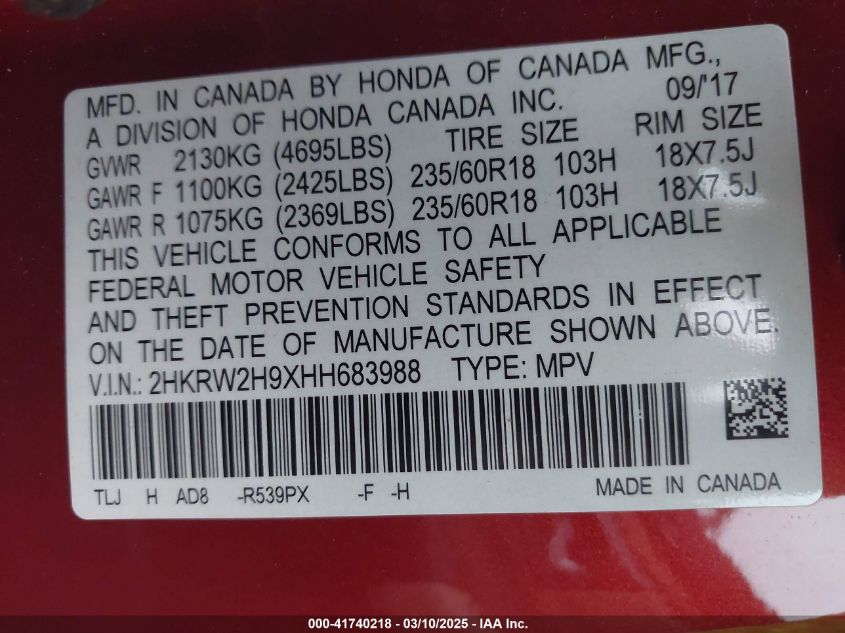 MFD. IN CANADA BY HONDA OF CANADA MFG.,
A DIVISION OF HONDA CANADA INC. 09/'17
GVWR 2130KG (4695LBS) TIRE SIZE RIM SIZE
GAWR F 1100KG (2425LBS) 235/60R18 103H 18X7.5J
GAWR R 1075KG (2369LBS) 235/60R18 103H 18X7.5J
THIS VEHICLE CONFORMS TO ALL APPLICABLE
FEDERAL MOTOR VEHICLE SAFETY
AND THEFT PREVENTION STANDARDS IN EFFECT
ON THE DATE OF MANUFACTURE SHOWN ABOVE.
V.I.N.: 2HKRW2H9XHH683988 TYPE: MPV
TLJ H AD8 -R539PX -F -H MADE IN CANADA
000-41740218 - 03/10/2025 - IAA Inc.